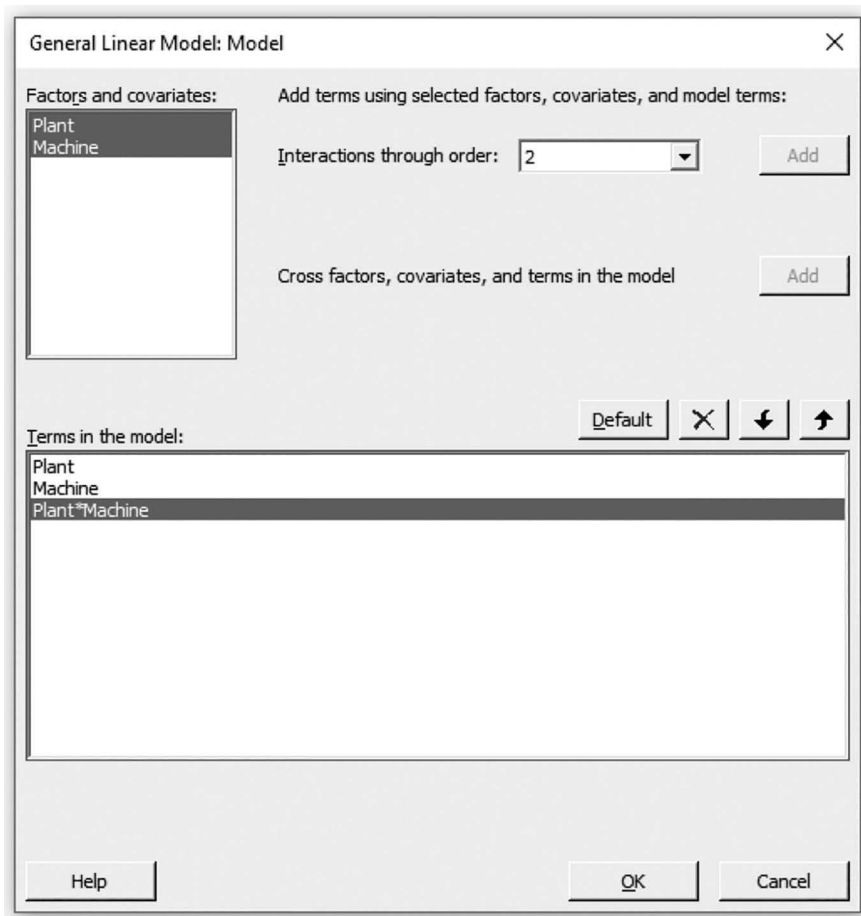 General Linear Model: Model
Factors and covariates:
Plant
Machine
Add terms using selected factors, covariates, and model terms:
Interactions through order: 2 Add
Cross factors, covariates, and terms in the model Add
Default
Terms in the model:
Plant
Machine
Plant*Machine
Help OK Cancel